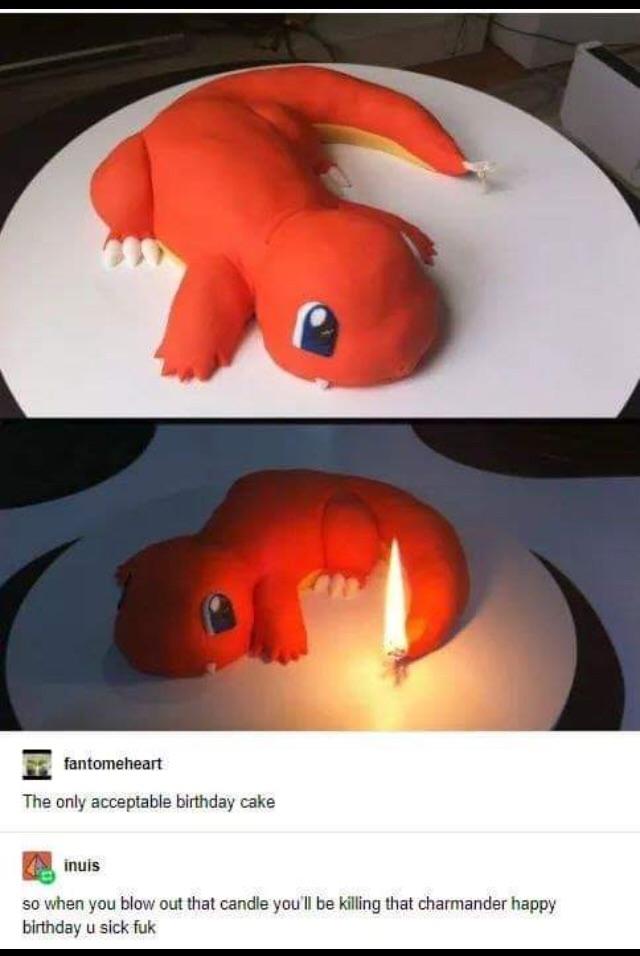 fantomeheart
The only acceptable birthday cake
inuis
so when you blow out that candle you'll be killing that charmander happy
birthday u sick fuk